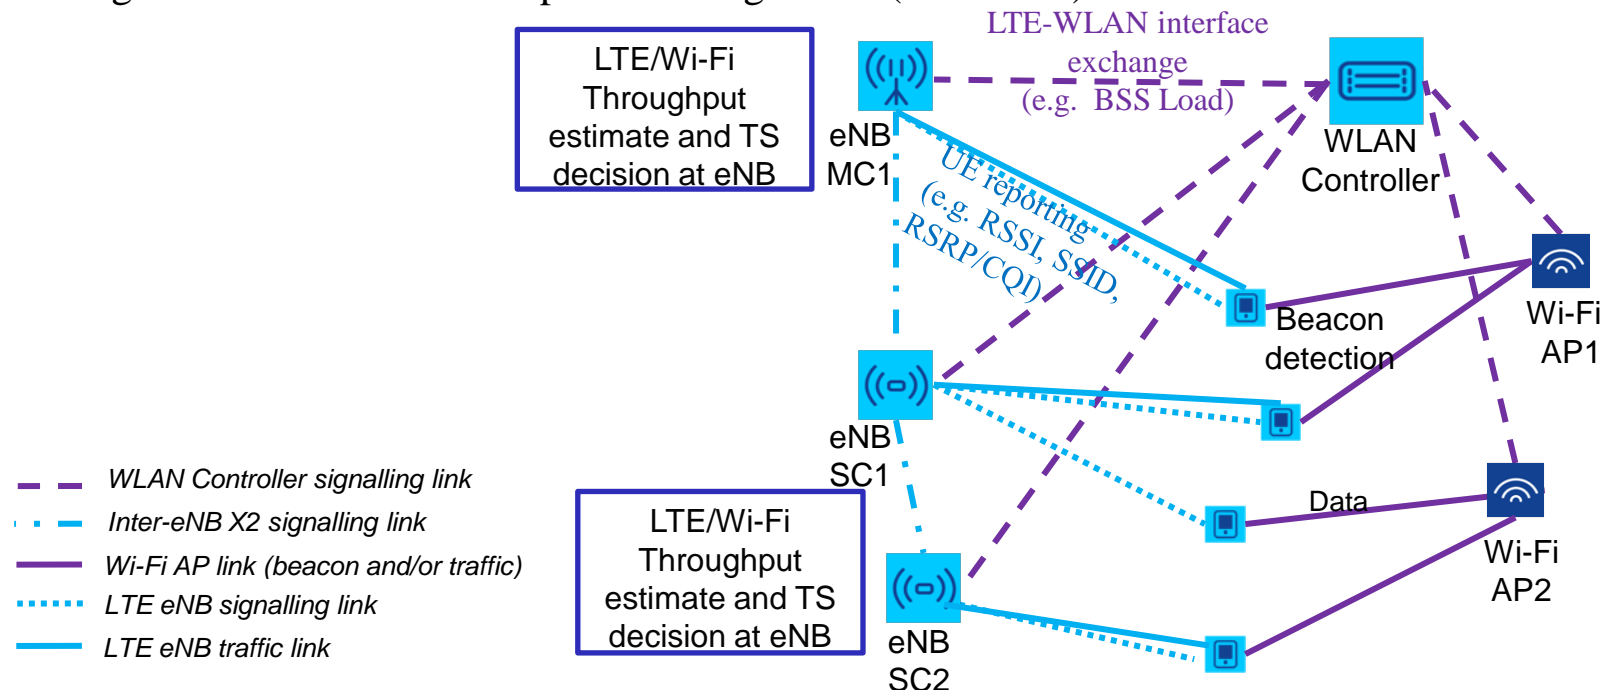 LTE-WLAN interface
exchange
(e.g. BSS Load)
LTE/Wi-Fi
Throughput
estimate and TS
decision at eNB
eNB
MC1
WLAN
Controller
UE reporting
(e.g. RSSI, SSID,
RSRP/CQI)
Beacon
detection
Wi-Fi
AP1
eNB
SC1
Data
Wi-Fi
AP2
WLAN Controller signalling link
Inter-eNB X2 signalling link
Wi-Fi AP link (beacon and/or traffic)
LTE eNB signalling link
LTE eNB traffic link
LTE/Wi-Fi
Throughput
estimate and TS
decision at eNB
eNB
SC2